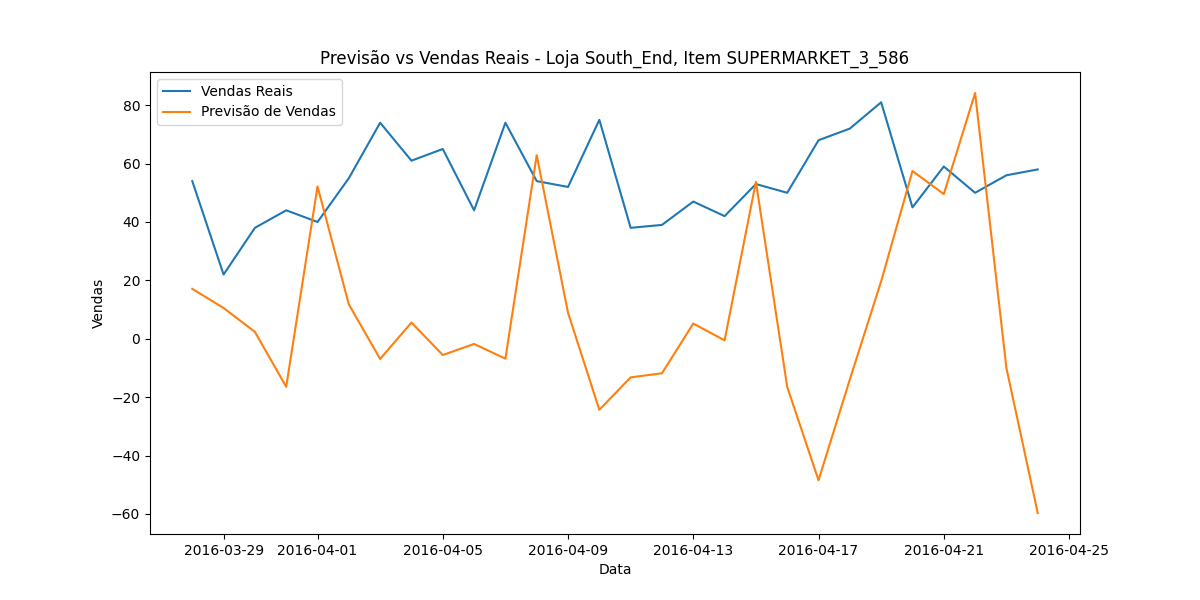 Previsão vs Vendas Reais - Loja South_End, Item SUPERMARKET_3_586
Vendas Reais
Previsão de Vendas
80
60
40
20
0
−20
−40
−60
Vendas
2016-03-29 2016-04-01 2016-04-05 2016-04-09 2016-04-13 2016-04-17 2016-04-21 2016-04-25
Data